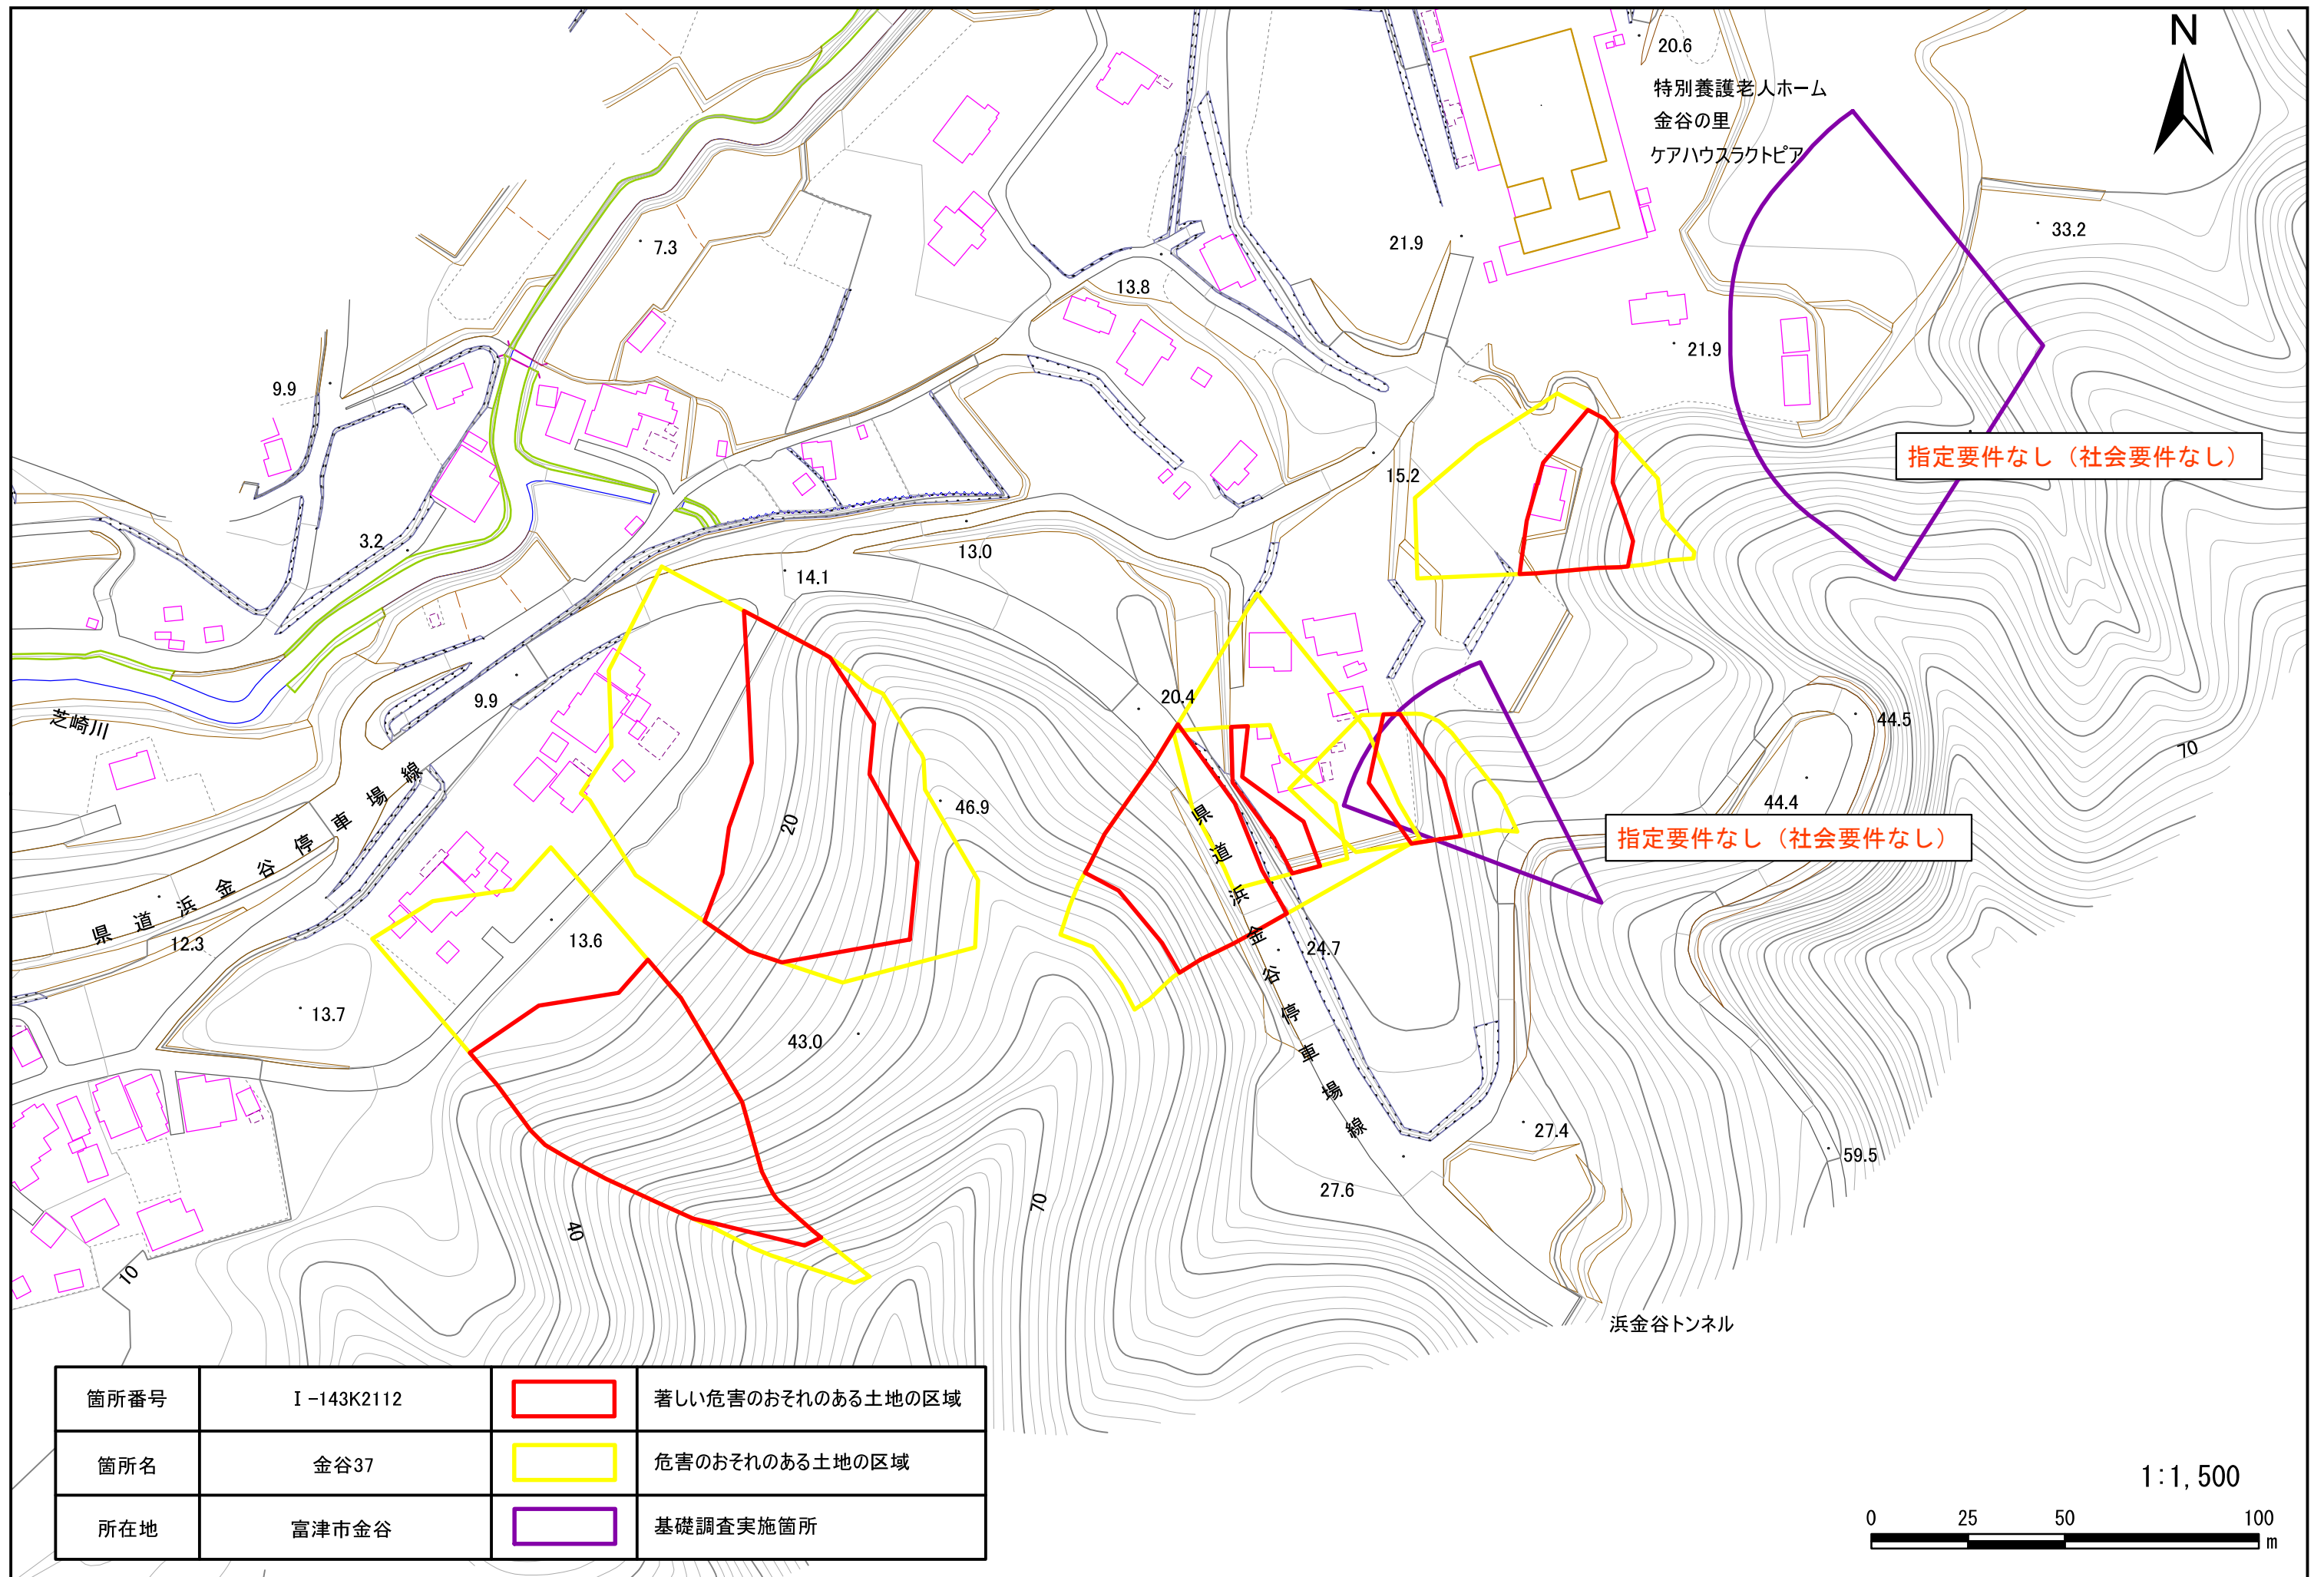 N
20.6
特別養護老人ホーム
金谷の里
ケアハウスラクトピア
33.2
7.3
21.9
13.8
21.9
9.9
指定要件なし（社会要件なし）
15.2
3.2
13.0
14.1
20.4
9.9
44.5
芝崎川
70
県道浜金谷停車場線
20
46.9
44.4
指定要件なし（社会要件なし）
県道浜金谷停車場線
12.3
13.6
24.7
13.7
43.0
27.4
59.5
27.6
70
40
10
浜金谷トンネル
箇所番号 Ⅰ-143K2112 著しい危害のおそれのある土地の区域
箇所名 金谷37 危害のおそれのある土地の区域
所在地 富津市金谷 基礎調査実施箇所
1:1,500
0 25 50 100
m